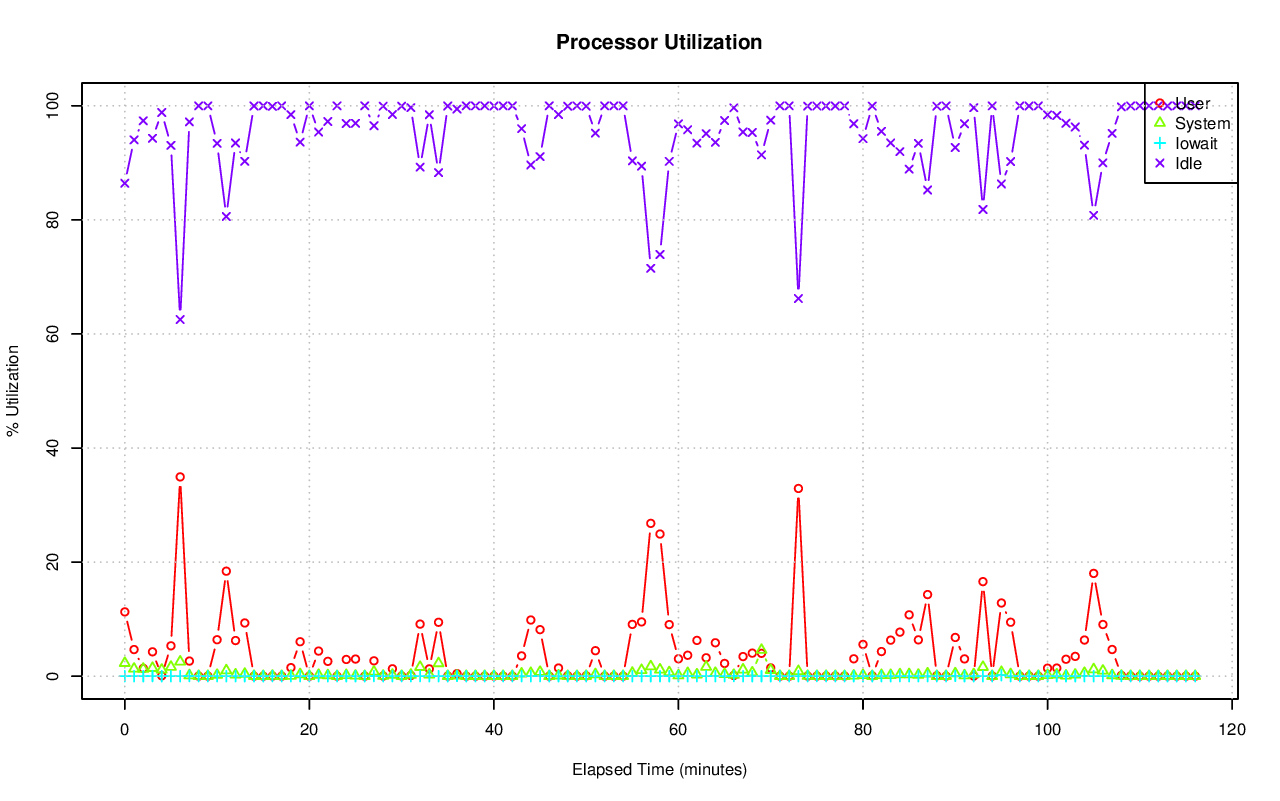 Processor Utilization
% Utilization
100
80
60
40
20
0
User
System
Iowait
Idle
0 20 40 60 80 100 120
Elapsed Time (minutes)